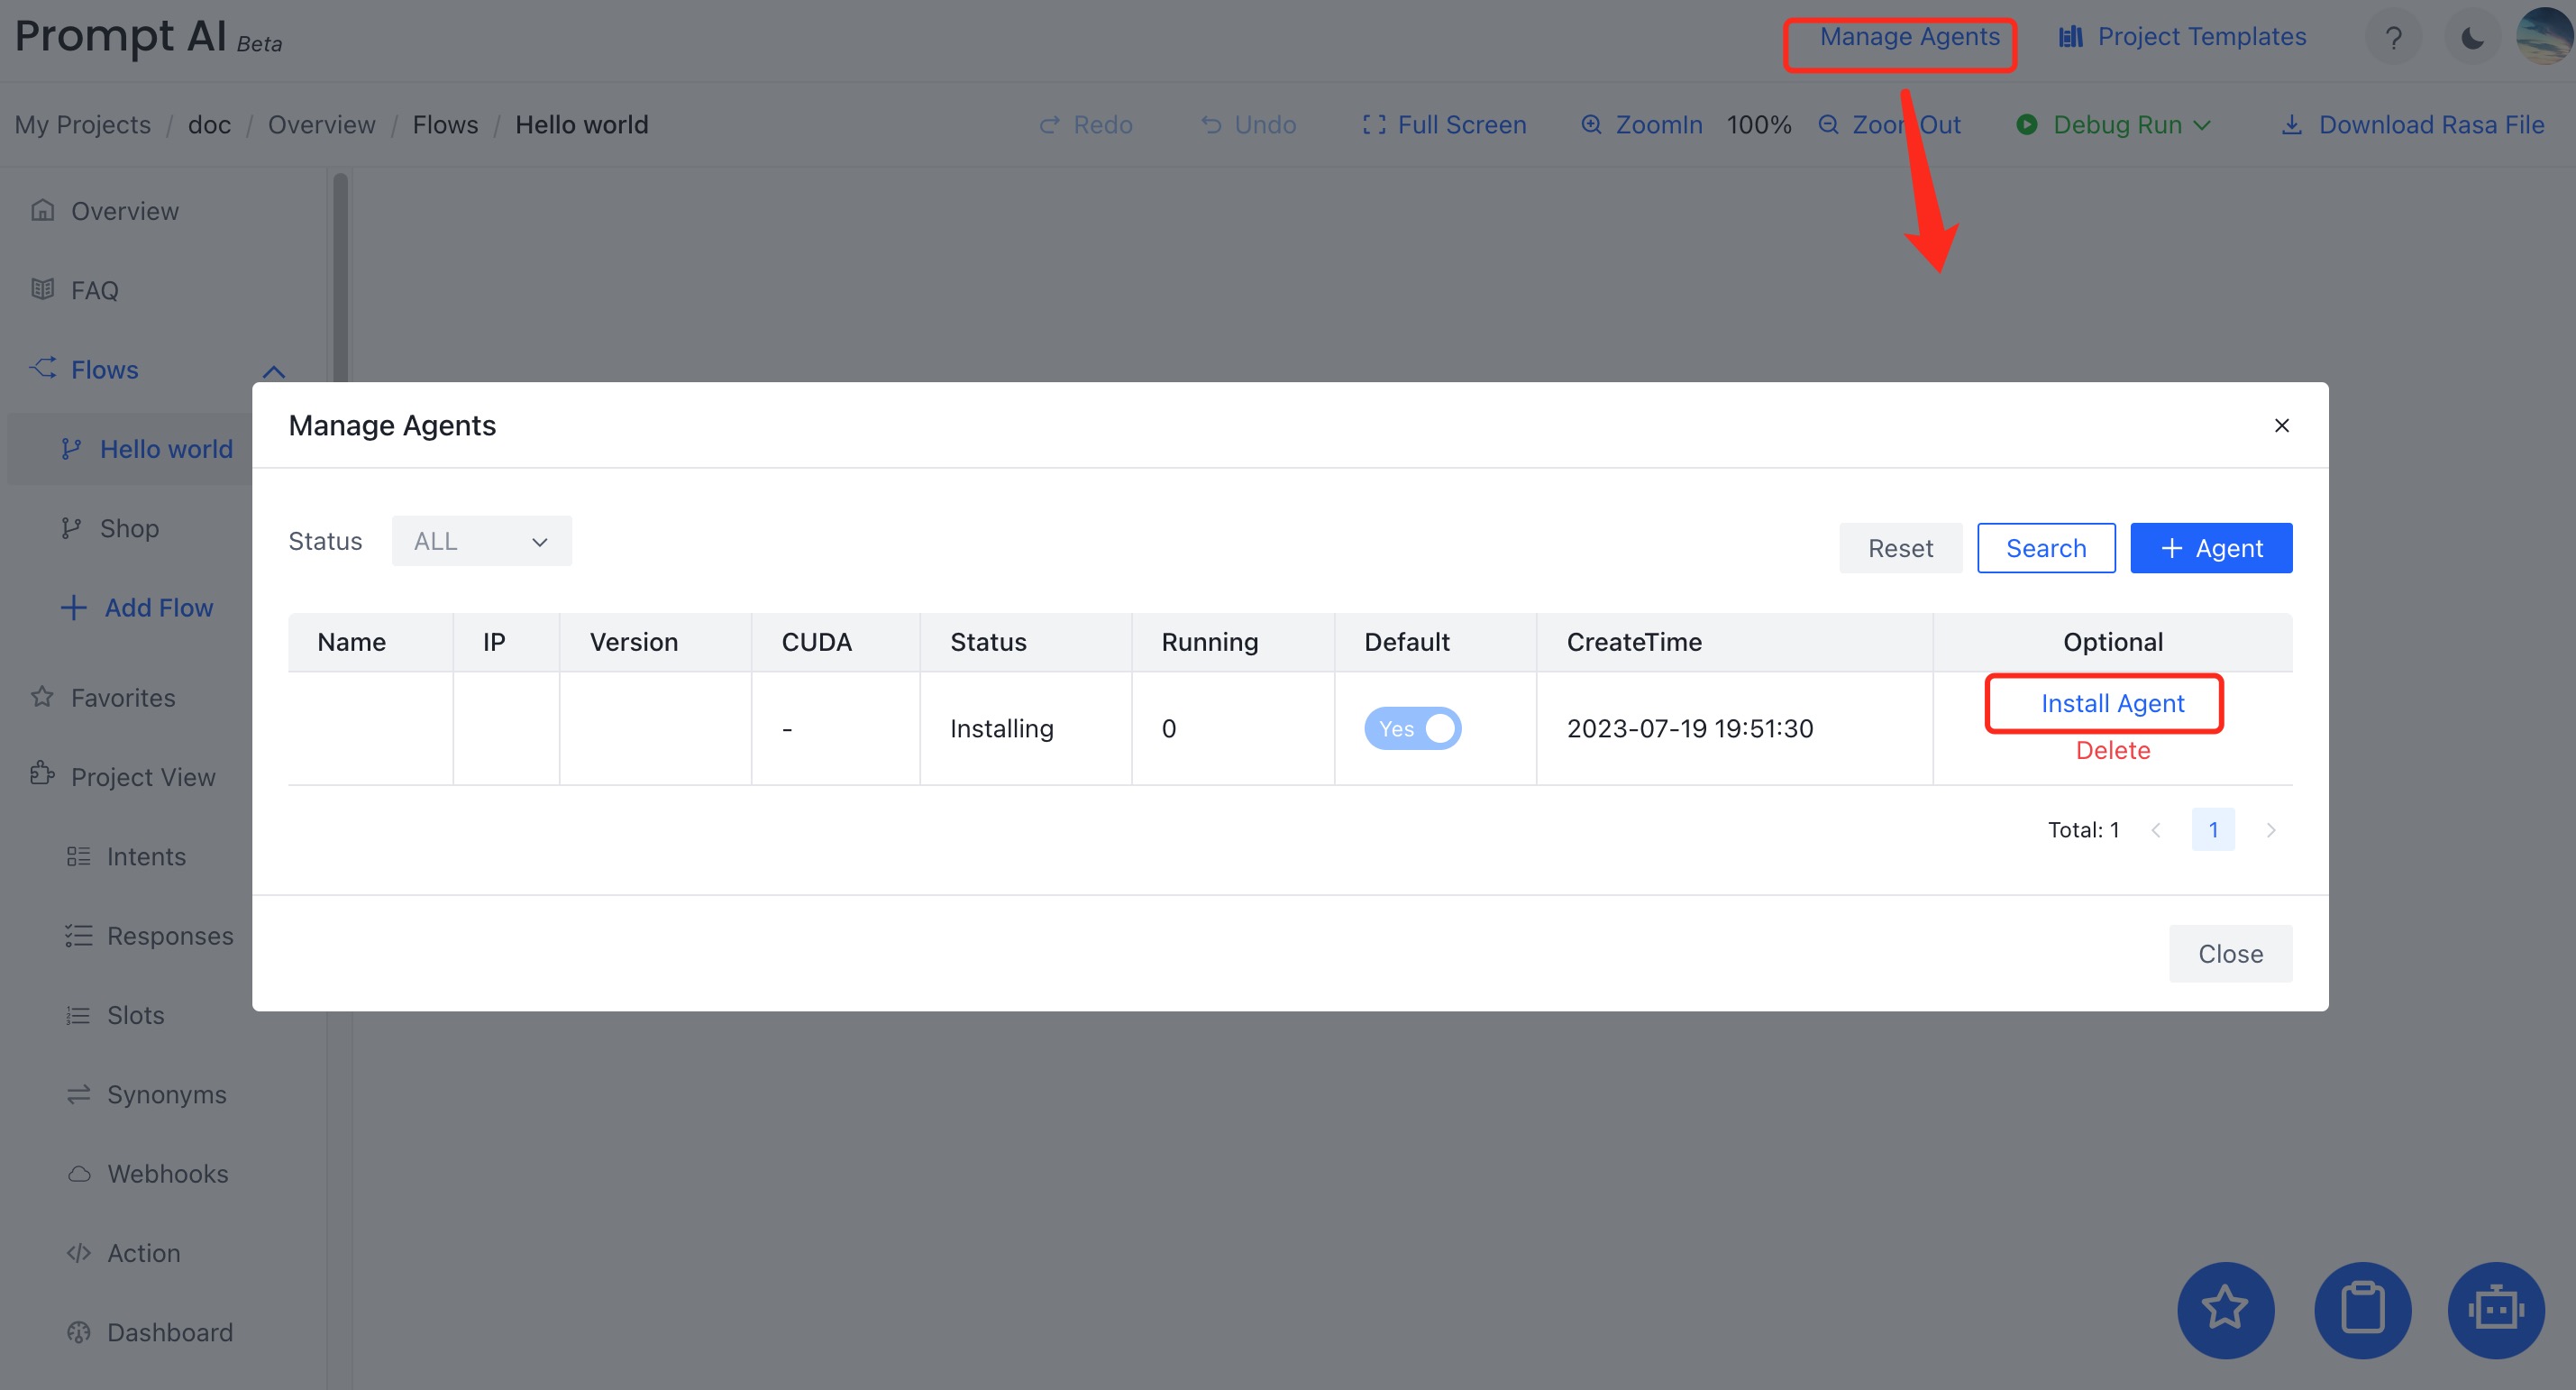 Prompt AI Beta
Manage Agents
Project Templates
?
My Projects / doc / Overview / Flows / Hello world
Redo
Undo
Full Screen
ZoomIn 100% Zoom Out
Debug Run
Download Rasa File
Overview
FAQ
Flows
Hello world
Shop
Add Flow
Favorites
Project View
Intents
Responses
Slots
Synonyms
Webhooks
Action
Dashboard
Manage Agents
Status ALL
Reset
Search
+ Agent
Name IP Version CUDA Status Running Default CreateTime Optional
- Installing 0 Yes 2023-07-19 19:51:30 Install Agent
Delete
Total: 1 < 1 >
Close